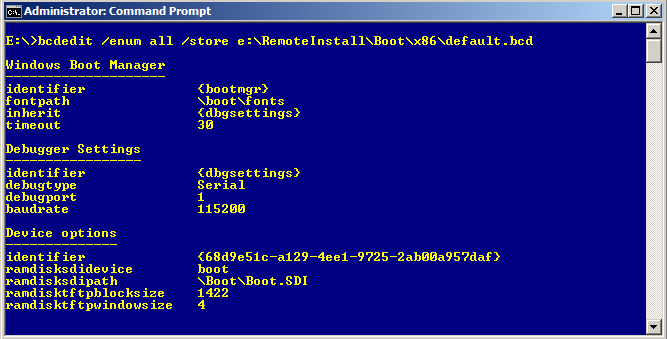 Administrator: Command Prompt
E:\>bcdedit /enum all /store e:\RemoteInstall\Boot\x86\default.bcd
Windows Boot Manager
--------------------
identifier              {bootmgr}
fontpath                \boot\fonts
inherit                 {dbgsettings}
timeout                 30
Debugger Settings
-----------------
identifier              {dbgsettings}
debugtype               Serial
debugport               1
baudrate                115200
Device options
--------------
identifier              {68d9e51c-a129-4ee1-9725-2ab00a957daf}
ramdisksdidevice        boot
ramdisksdipath          \Boot\Boot.SDI
ramdisktftpblocksize    1422
ramdisktftpwindowsize   4